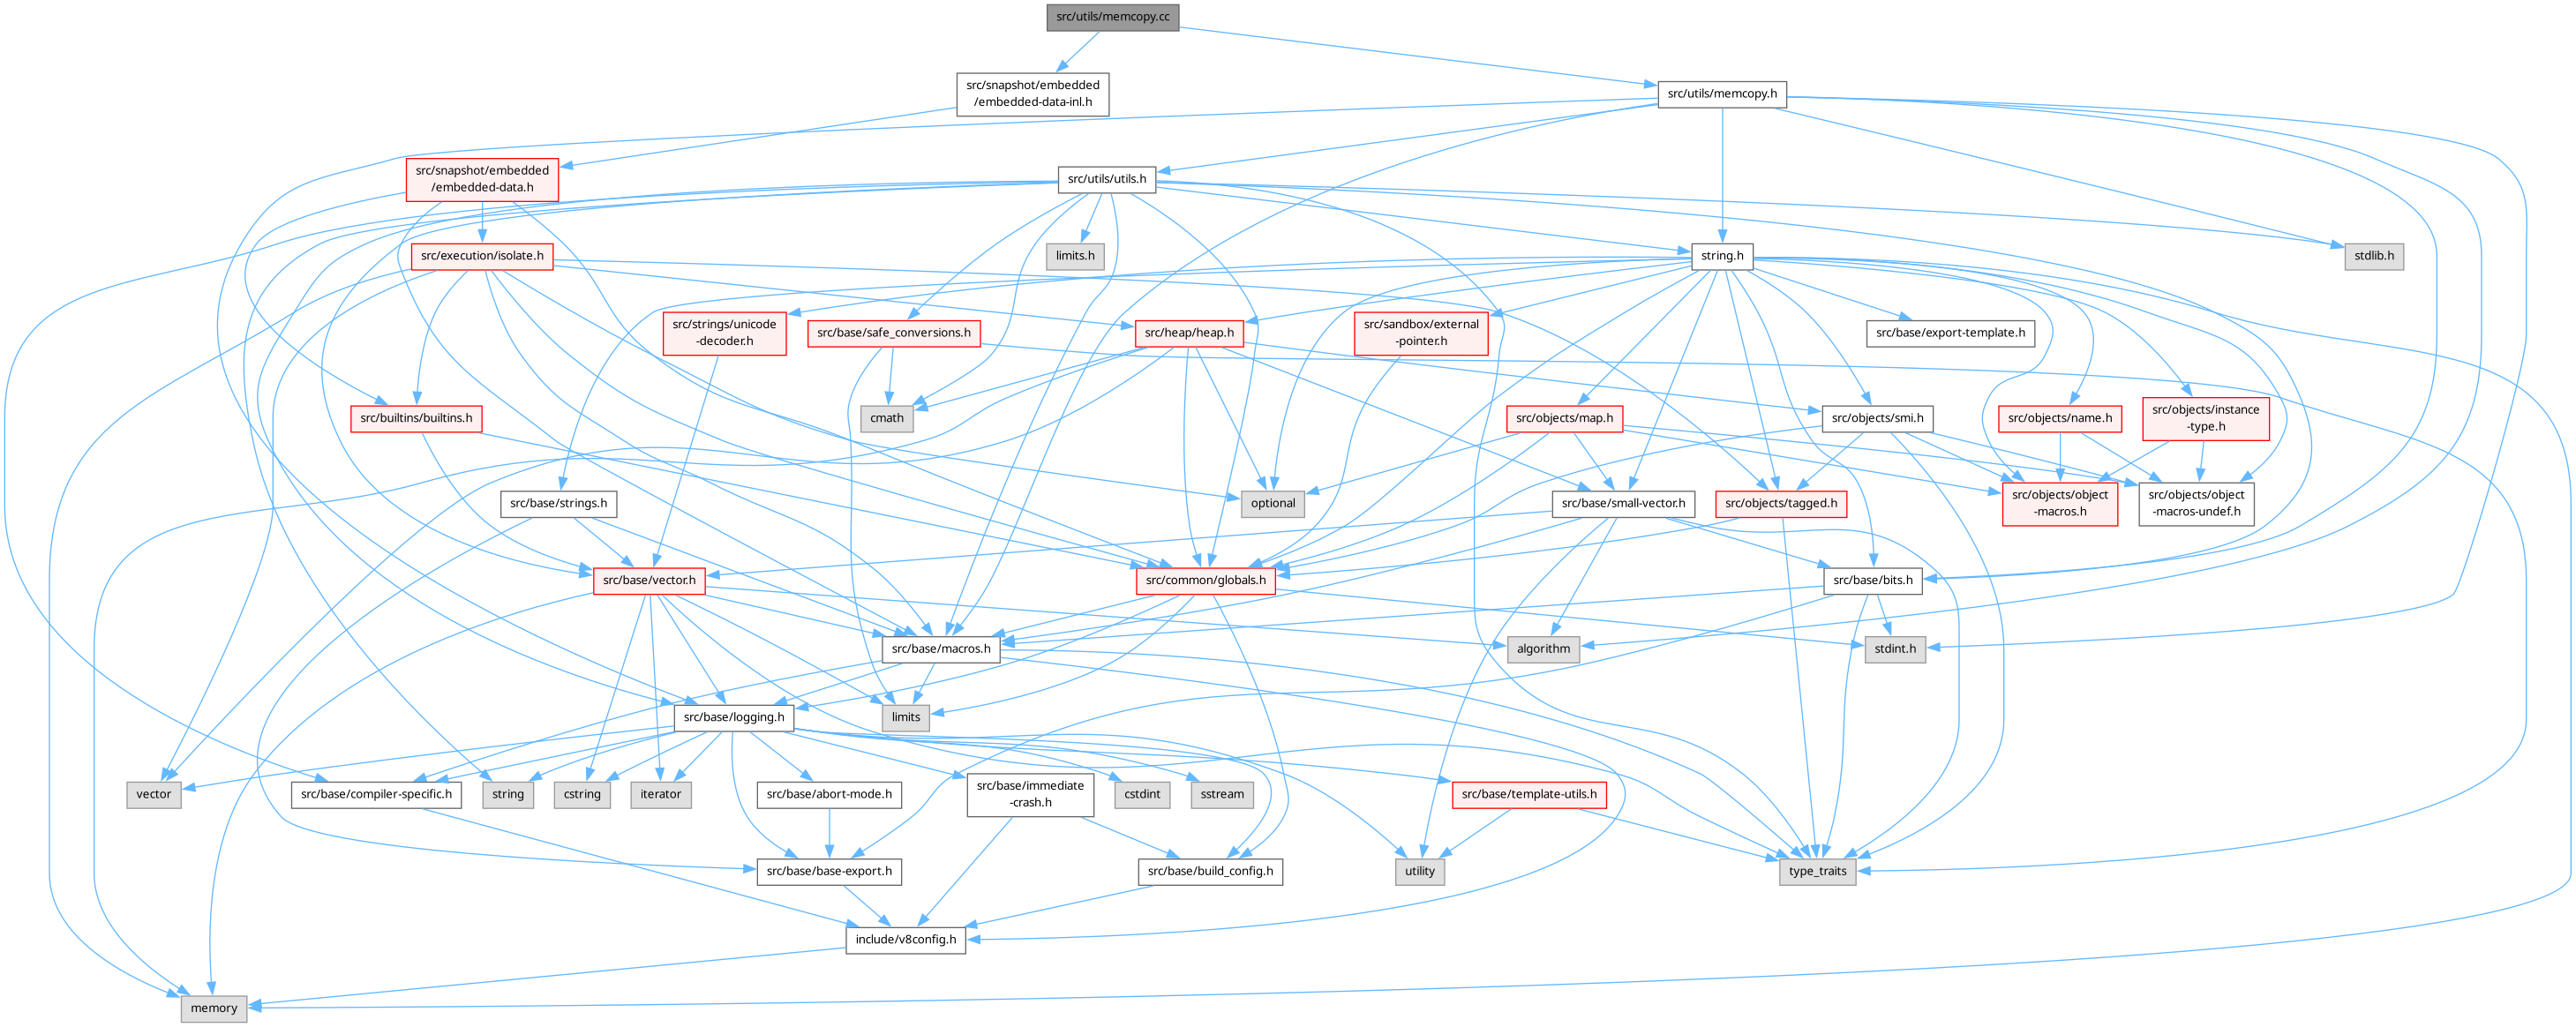 src/utils/memcopy.cc
src/snapshot/embedded
/embedded-data-inl.h
src/utils/memcopy.h
src/snapshot/embedded
/embedded-data.h
src/utils/utils.h
src/execution/isolate.h
limits.h
string.h
stdlib.h
src/strings/unicode
-decoder.h
src/base/safe_conversions.h
src/heap/heap.h
src/sandbox/external
-pointer.h
src/base/export-template.h
src/builtins/builtins.h
cmath
src/objects/map.h
src/objects/smi.h
src/objects/name.h
src/objects/instance
-type.h
src/base/strings.h
optional
src/base/small-vector.h
src/objects/tagged.h
src/objects/object
-macros.h
src/objects/object
-macros-undef.h
src/base/vector.h
src/common/globals.h
src/base/bits.h
src/base/macros.h
algorithm
stdint.h
src/base/logging.h
limits
vector
src/base/compiler-specific.h
string
cstring
iterator
src/base/abort-mode.h
src/base/immediate
-crash.h
cstdint
sstream
src/base/template-utils.h
src/base/base-export.h
src/base/build_config.h
utility
type_traits
include/v8config.h
memory